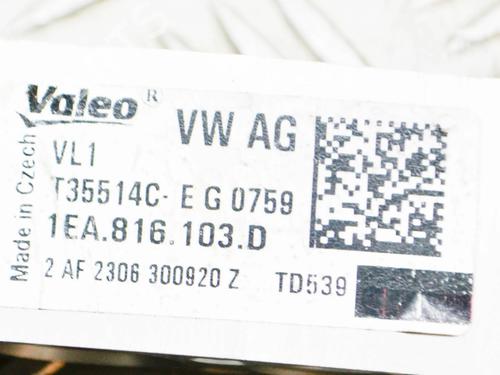 Valeo®
VW AG
Made in Czech
VL1
T35514C- E G 0759
1EA.816.103.D
2 AF 2306 300920 Z TD539